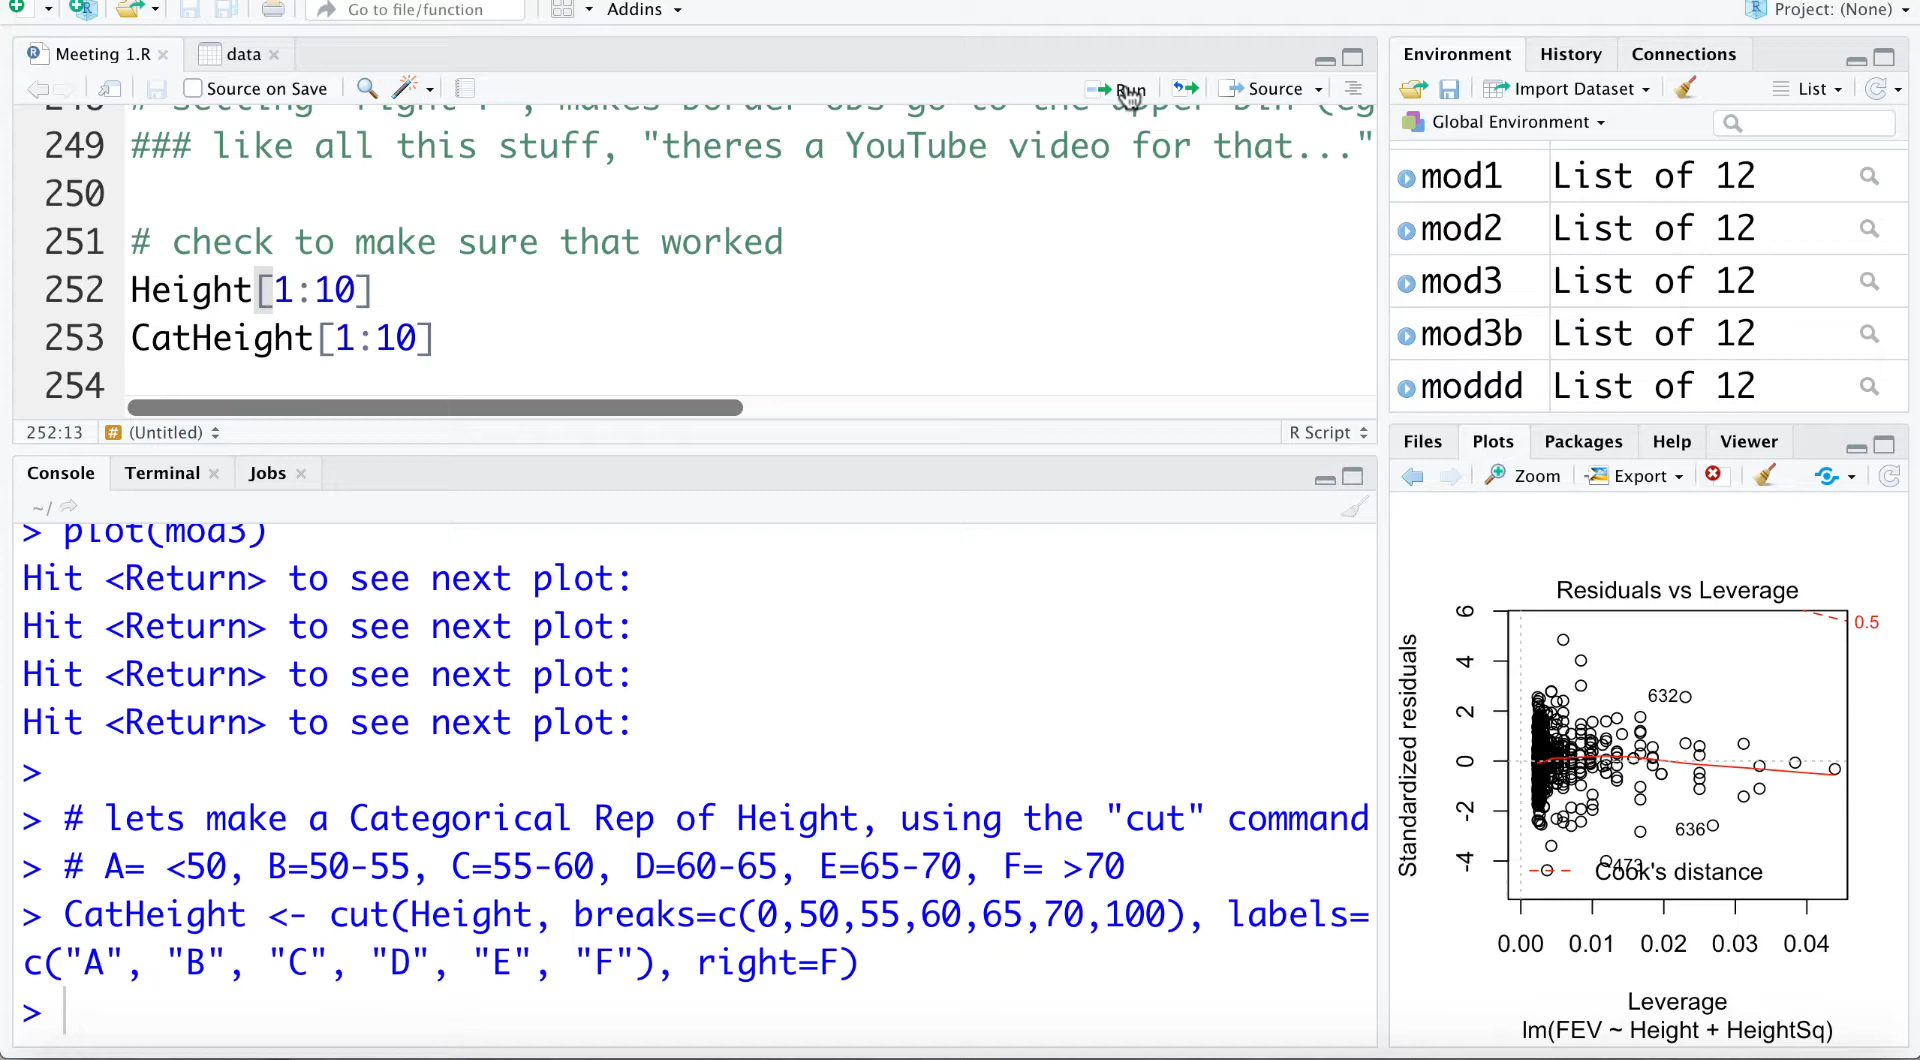 Go to file/function
Addins
Project: (None)
Meeting 1.R
data
Source on Save
Run
Source
249 ### like all this stuff, "theres a YouTube video for that..."
250
251 # check to make sure that worked
252 Height[1:10]
253 CatHeight[1:10]
254
252:13
(Untitled)
R Script
Console
Terminal
Jobs
~/
> plot(mod3)
Hit <Return> to see next plot:
Hit <Return> to see next plot:
Hit <Return> to see next plot:
Hit <Return> to see next plot:
>
> # lets make a Categorical Rep of Height, using the "cut" command
> # A= <50, B=50-55, C=55-60, D=60-65, E=65-70, F= >70
> CatHeight <- cut(Height, breaks=c(0,50,55,60,65,70,100), labels=
c("A", "B", "C", "D", "E", "F"), right=F)
>
Environment
History
Connections
Import Dataset
List
Global Environment
mod1 List of 12
mod2 List of 12
mod3 List of 12
mod3b List of 12
moddd List of 12
Files
Plots
Packages
Help
Viewer
Zoom
Export
Residuals vs Leverage
Standardized residuals
6
4
2
0
-2
-4
0.5
632
636
473
Cook's distance
0.00 0.01 0.02 0.03 0.04
Leverage
lm(FEV ~ Height + HeightSq)